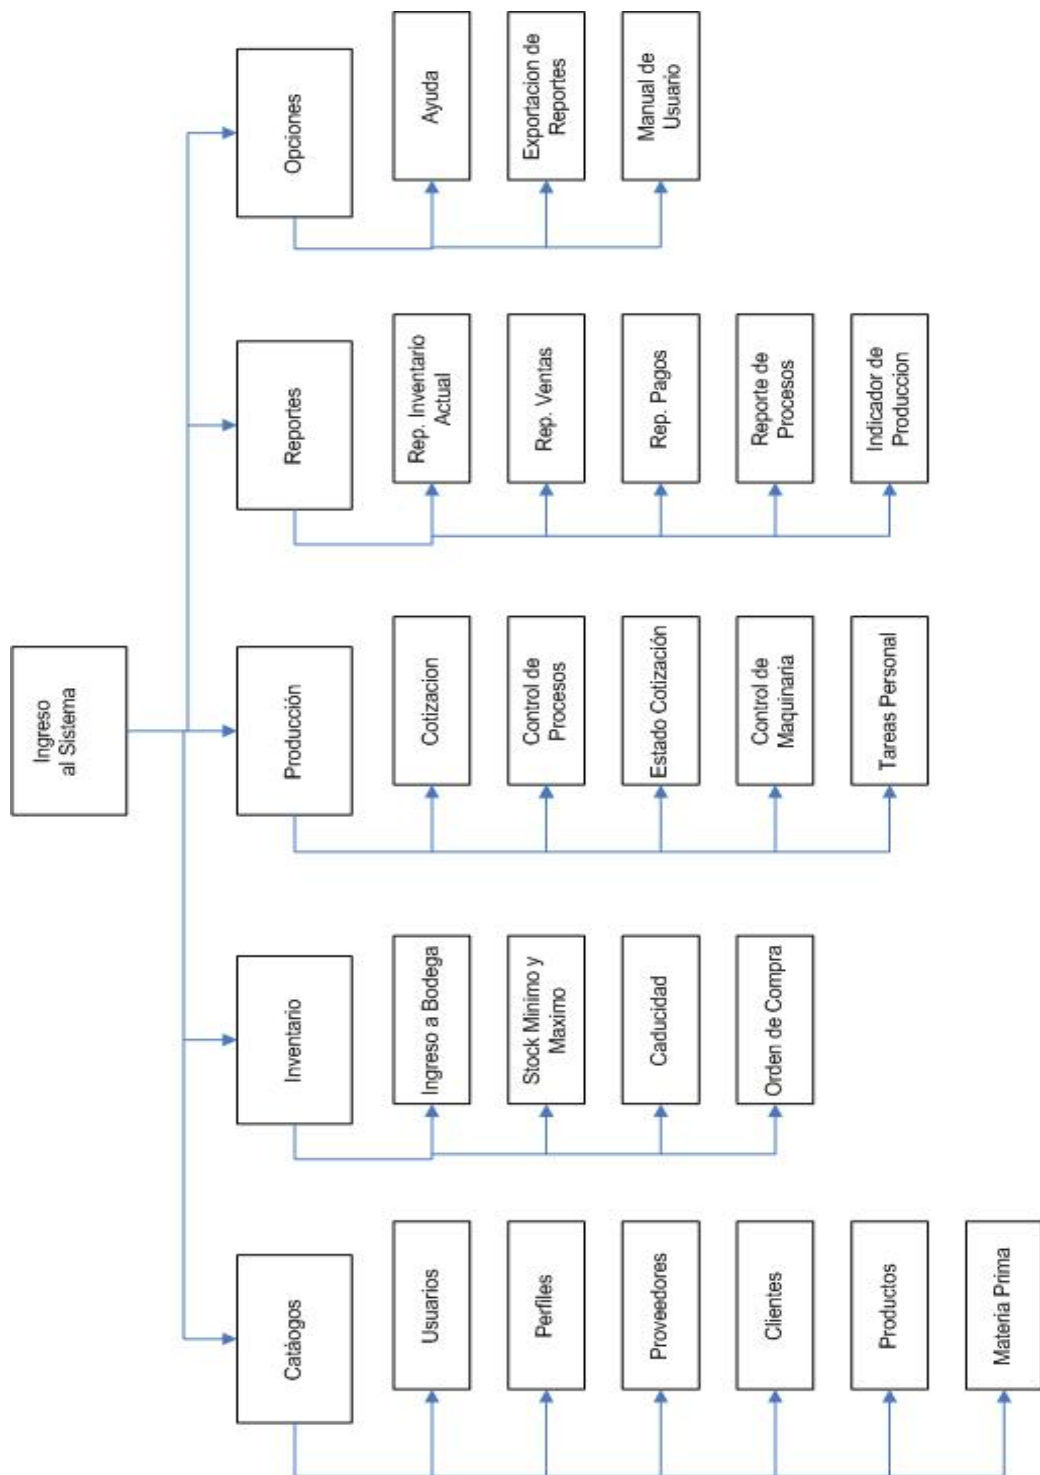 Ingreso
al Sistema
Catáogos
Usuarios
Perfiles
Proveedores
Clientes
Productos
Materia Prima
Inventario
Ingreso a Bodega
Stock Minimo y
Maximo
Caducidad
Orden de Compra
Producción
Cotizacion
Control de
Procesos
Estado Cotización
Control de
Maquinaria
Tareas Personal
Reportes
Rep. Inventario
Actual
Rep. Ventas
Rep. Pagos
Reporte de
Procesos
Indicador de
Produccion
Opciones
Ayuda
Exportacion de
Reportes
Manual de
Usuario